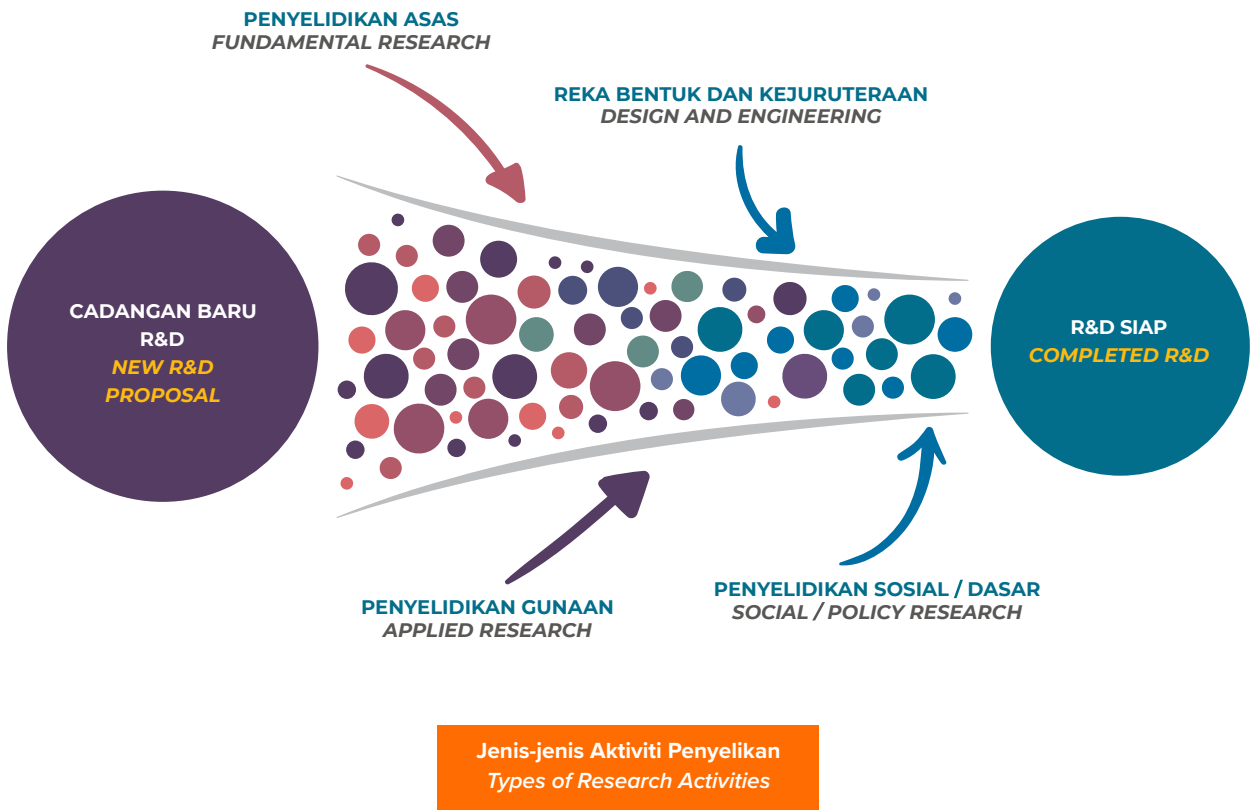 PENYELIDIKAN ASAS
FUNDAMENTAL RESEARCH
REKA BENTUK DAN KEJURUTERAAN
DESIGN AND ENGINEERING
CADANGAN BARU
R&D
NEW R&D
PROPOSAL
R&D SIAP
COMPLETED R&D
PENYELIDIKAN GUNAAN
APPLIED RESEARCH
PENYELIDIKAN SOSIAL / DASAR
SOCIAL / POLICY RESEARCH
Jenis-jenis Aktiviti Penyelikan
Types of Research Activities